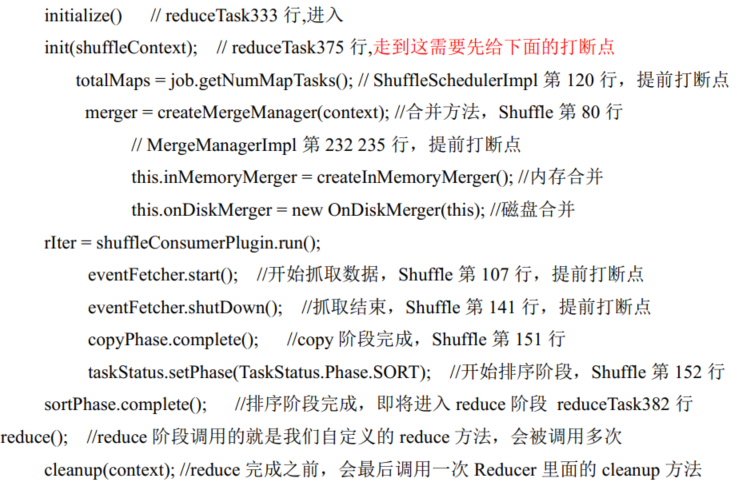 initialize() // reduceTask333 行,进入
init(shuffleContext); // reduceTask375 行,走到这需要先给下面的打断点
totalMaps = job.getNumMapTasks(); // ShuffleSchedulerImpl 第 120 行，提前打断点
merger = createMergeManager(context); //合并方法，Shuffle 第 80 行
// MergeManagerImpl 第 232 235 行，提前打断点
this.inMemoryMerger = createInMemoryMerger(); //内存合并
this.onDiskMerger = new OnDiskMerger(this); //磁盘合并
rIter = shuffleConsumerPlugin.run();
eventFetcher.start(); //开始抓取数据，Shuffle 第 107 行，提前打断点
eventFetcher.shutDown(); //抓取结束，Shuffle 第 141 行，提前打断点
copyPhase.complete(); //copy 阶段完成，Shuffle 第 151 行
taskStatus.setPhase(TaskStatus.Phase.SORT); //开始排序阶段，Shuffle 第 152 行
sortPhase.complete(); //排序阶段完成，即将进入 reduce 阶段 reduceTask382 行
reduce(); //reduce 阶段调用的就是我们自定义的 reduce 方法，会被调用多次
cleanup(context); //reduce 完成之前，会最后调用一次 Reducer 里面的 cleanup 方法